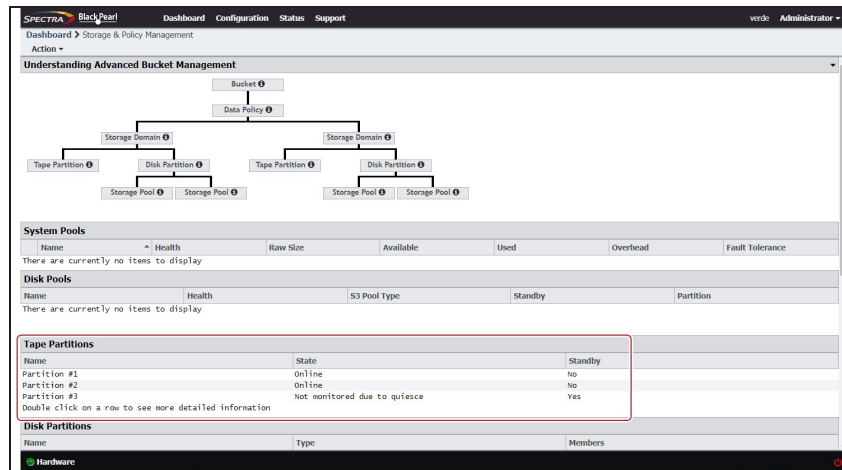 SPECTRA BlackPearl Dashboard Configuration Status Support verde Administrator
Dashboard > Storage & Policy Management
Action
Understanding Advanced Bucket Management
Bucket
Data Policy
Storage Domain Storage Domain
Tape Partition Disk Partition Tape Partition Disk Partition
Storage Pool Storage Pool Storage Pool Storage Pool
System Pools
Name Health Raw Size Available Used Overhead Fault Tolerance
There are currently no items to display
Disk Pools
Name Health S3 Pool Type Standby Partition
There are currently no items to display
Tape Partitions
Name State Standby
Partition #1 Online No
Partition #2 Online No
Partition #3 Not monitored due to quiesce Yes
Double click on a row to see more detailed information
Disk Partitions
Name Type Members
Hardware